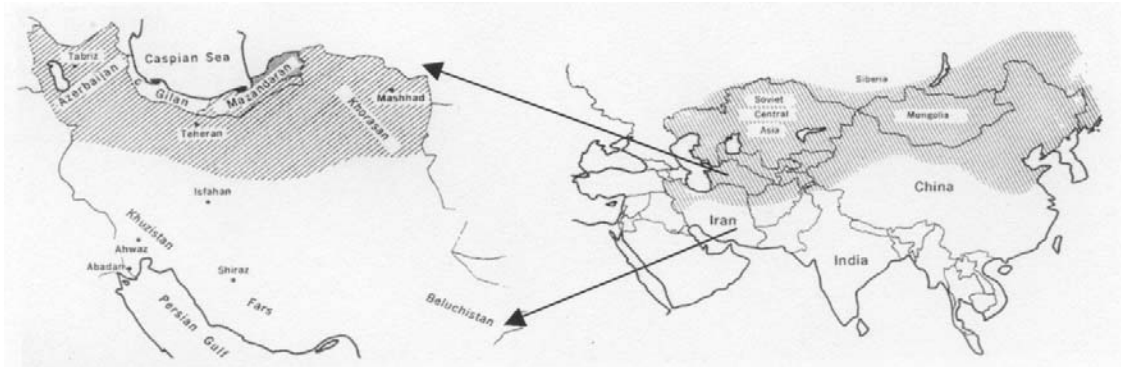 Tabriz
Azerbaijan
Caspian Sea
Gilan
Mazandaran
Teheran
Mashhad
Khorasan
Isfahan
Khuzistan
Ahwaz
Abadan
Shiraz
Fars
Persian Gulf
Beluchistan
Siberia
Soviet
Central
Asia
Mongolia
China
Iran
India